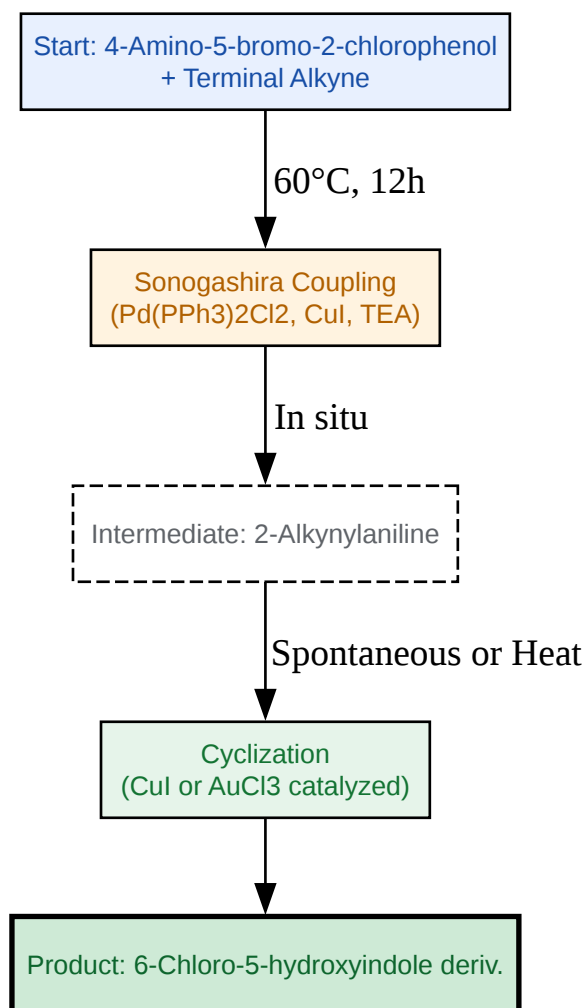 Start: 4-Amino-5-bromo-2-chlorophenol
+ Terminal Alkyne
60°C, 12h
Sonogashira Coupling
(Pd(PPh3)2Cl2, CuI, TEA)
In situ
Intermediate: 2-Alkynylaniline
Spontaneous or Heat
Cyclization
(CuI or AuCl3 catalyzed)
Product: 6-Chloro-5-hydroxyindole deriv.